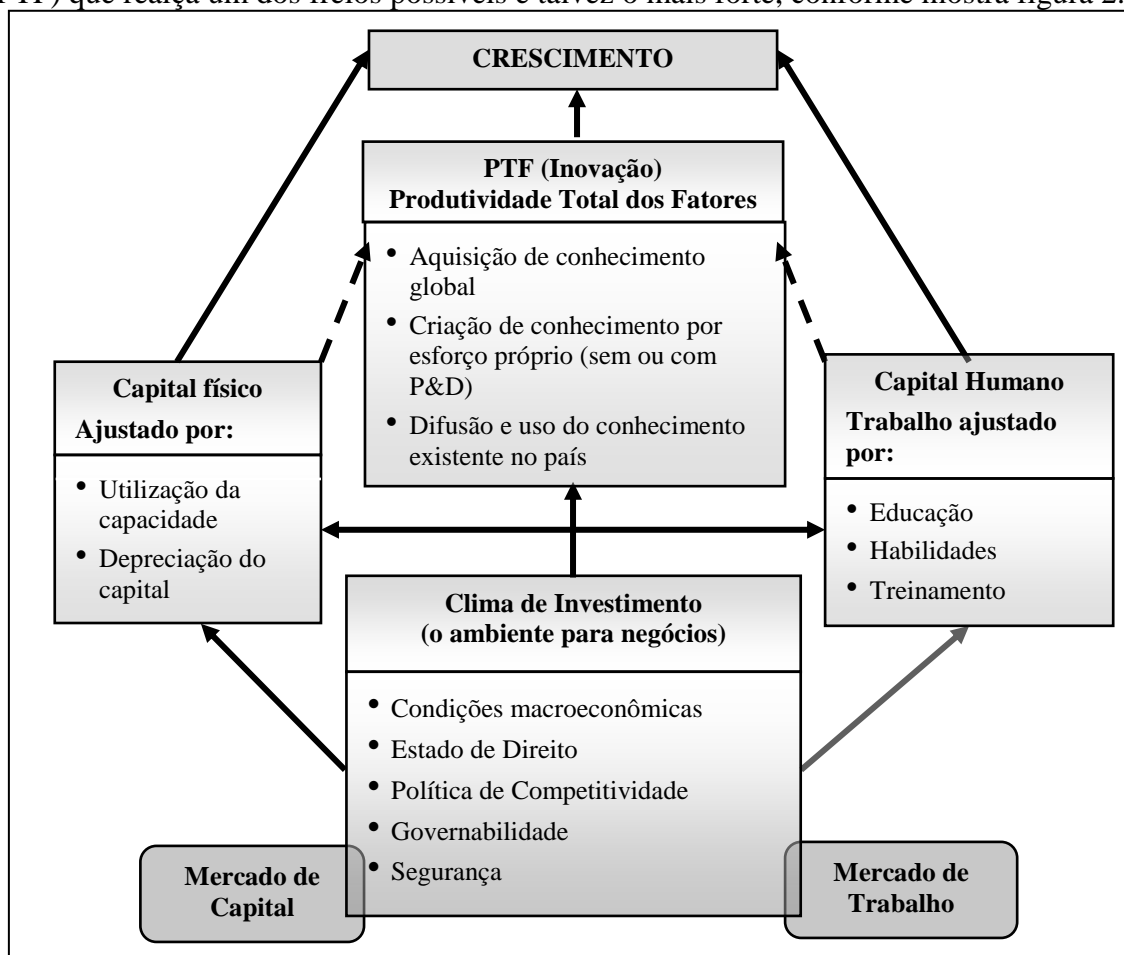 PTF) que realça um dos freios possíveis e talvez o mais forte, conforme mostra figura 2.
CRESCIMENTO
PTF (Inovação)
Produtividade Total dos Fatores
• Aquisição de conhecimento
global
• Criação de conhecimento por
esforço próprio (sem ou com
P&D)
• Difusão e uso do conhecimento
existente no país
Capital físico
Ajustado por:
• Utilização da
capacidade
• Depreciação do
capital
Capital Humano
Trabalho ajustado
por:
• Educação
• Habilidades
• Treinamento
Clima de Investimento
(o ambiente para negócios)
• Condições macroeconômicas
• Estado de Direito
• Política de Competitividade
• Governabilidade
• Segurança
Mercado de
Capital
Mercado de
Trabalho